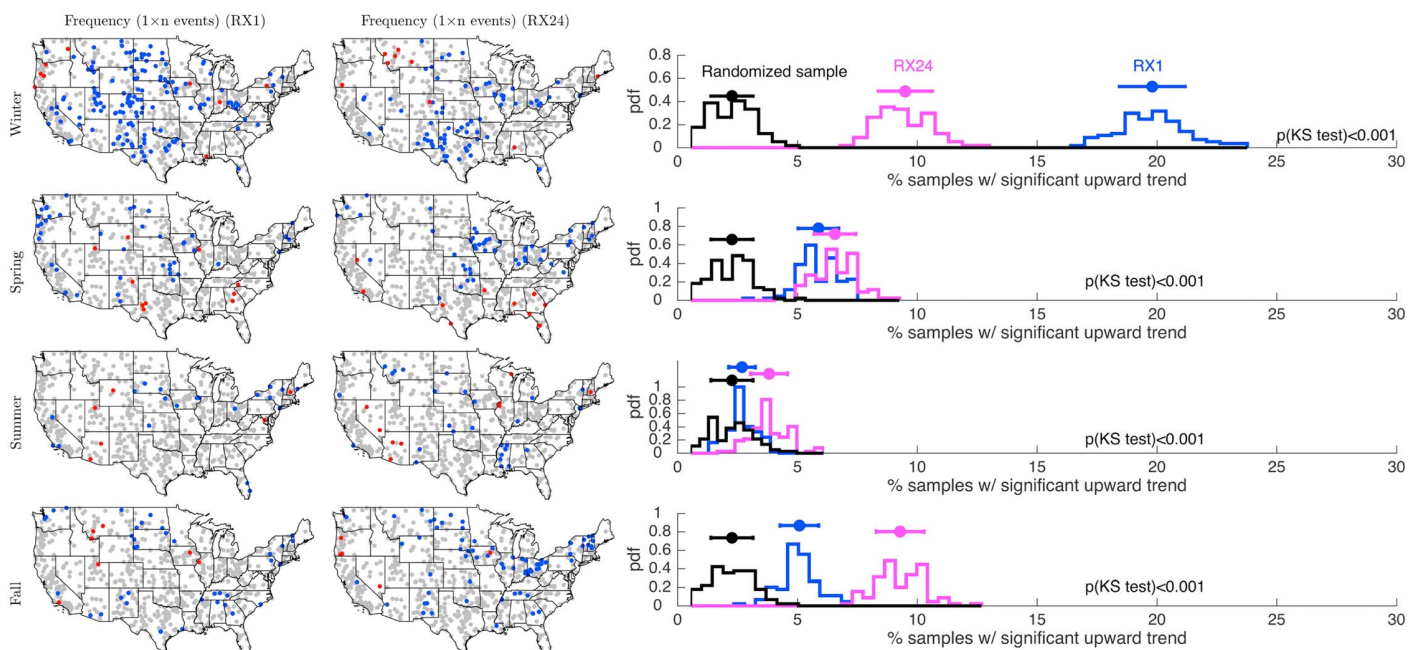 Frequency (1×n events) (RX1)
Frequency (1×n events) (RX24)
Winter
Spring
Summer
Fall
0.8
0.6
0.4
0.2
0
pdf
Randomized sample
RX24
RX1
p(KS test)<0.001
0 5 10 15 20 25 30
% samples w/ significant upward trend
1
0.8
0.6
0.4
0.2
0
pdf
p(KS test)<0.001
0 5 10 15 20 25 30
% samples w/ significant upward trend
1
0.8
0.6
0.4
0.2
0
pdf
p(KS test)<0.001
0 5 10 15 20 25 30
% samples w/ significant upward trend
1
0.8
0.6
0.4
0.2
0
pdf
p(KS test)<0.001
0 5 10 15 20 25 30
% samples w/ significant upward trend